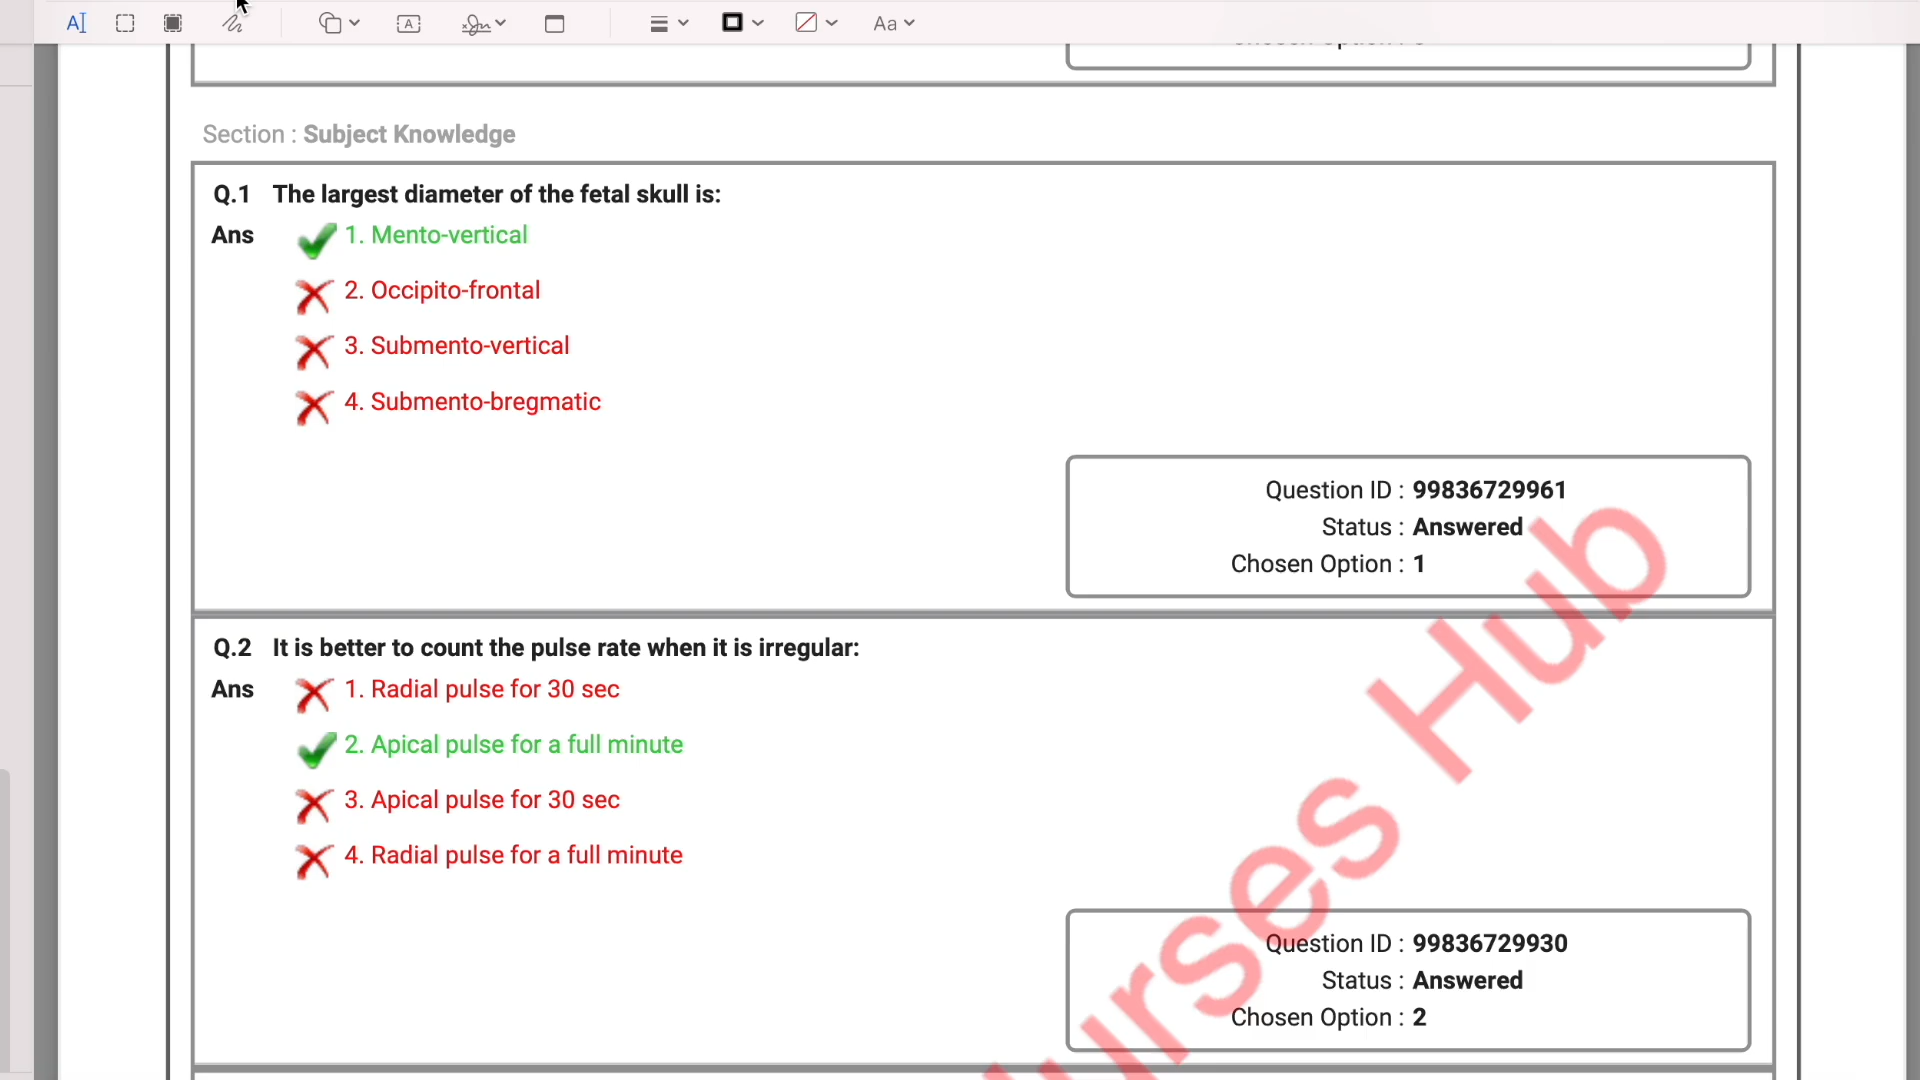 Aa
Section : Subject Knowledge
Q.1 The largest diameter of the fetal skull is:
Ans 1. Mento-vertical
2. Occipito-frontal
3. Submento-vertical
4. Submento-bregmatic
Question ID : 99836729961
Status : Answered
Chosen Option : 1
Q.2 It is better to count the pulse rate when it is irregular:
Ans 1. Radial pulse for 30 sec
2. Apical pulse for a full minute
3. Apical pulse for 30 sec
4. Radial pulse for a full minute
Question ID : 99836729930
Status : Answered
Chosen Option : 2
urses Hub